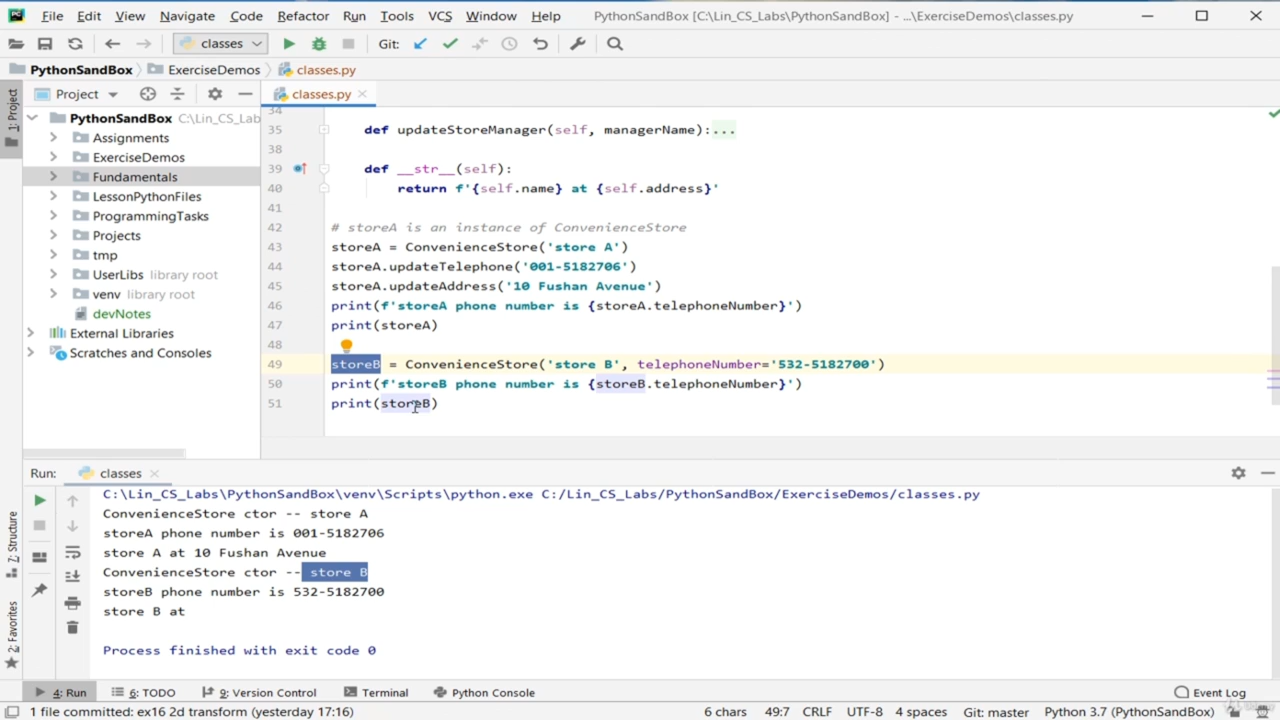 File Edit View Navigate Code Refactor Run Tools VCS Window Help PythonSandBox [C:\Lin_CS_Labs\PythonSandBox] - ...\ExerciseDemos\classes.py
classes Git:
PythonSandBox ExerciseDemos classes.py
1: Project
Project
classes.py
PythonSandBox C:\Lin_CS_Lab
Assignments
ExerciseDemos
Fundamentals
LessonPythonFiles
ProgrammingTasks
Projects
tmp
UserLibs library root
venv library root
devNotes
External Libraries
Scratches and Consoles
34
35 def updateStoreManager(self, managerName):...
38
39 def __str__(self):
40 return f'{self.name} at {self.address}'
41
42 # storeA is an instance of ConvenienceStore
43 storeA = ConvenienceStore('store A')
44 storeA.updateTelephone('001-5182706')
45 storeA.updateAddress('10 Fushan Avenue')
46 print(f'storeA phone number is {storeA.telephoneNumber}')
47 print(storeA)
48
49 storeB = ConvenienceStore('store B', telephoneNumber='532-5182700')
50 print(f'storeB phone number is {storeB.telephoneNumber}')
51 print(storeB)
Run: classes
C:\Lin_CS_Labs\PythonSandBox\venv\Scripts\python.exe C:/Lin_CS_Labs/PythonSandBox/ExerciseDemos/classes.py
ConvenienceStore ctor -- store A
storeA phone number is 001-5182706
store A at 10 Fushan Avenue
ConvenienceStore ctor -- store B
storeB phone number is 532-5182700
store B at
Process finished with exit code 0
7: Structure
2: Favorites
4: Run 6: TODO 9: Version Control Terminal Python Console Event Log
1 file committed: ex16 2d transform (yesterday 17:16) 6 chars 49:7 CRLF UTF-8 4 spaces Git: master Python 3.7 (PythonSandBox)